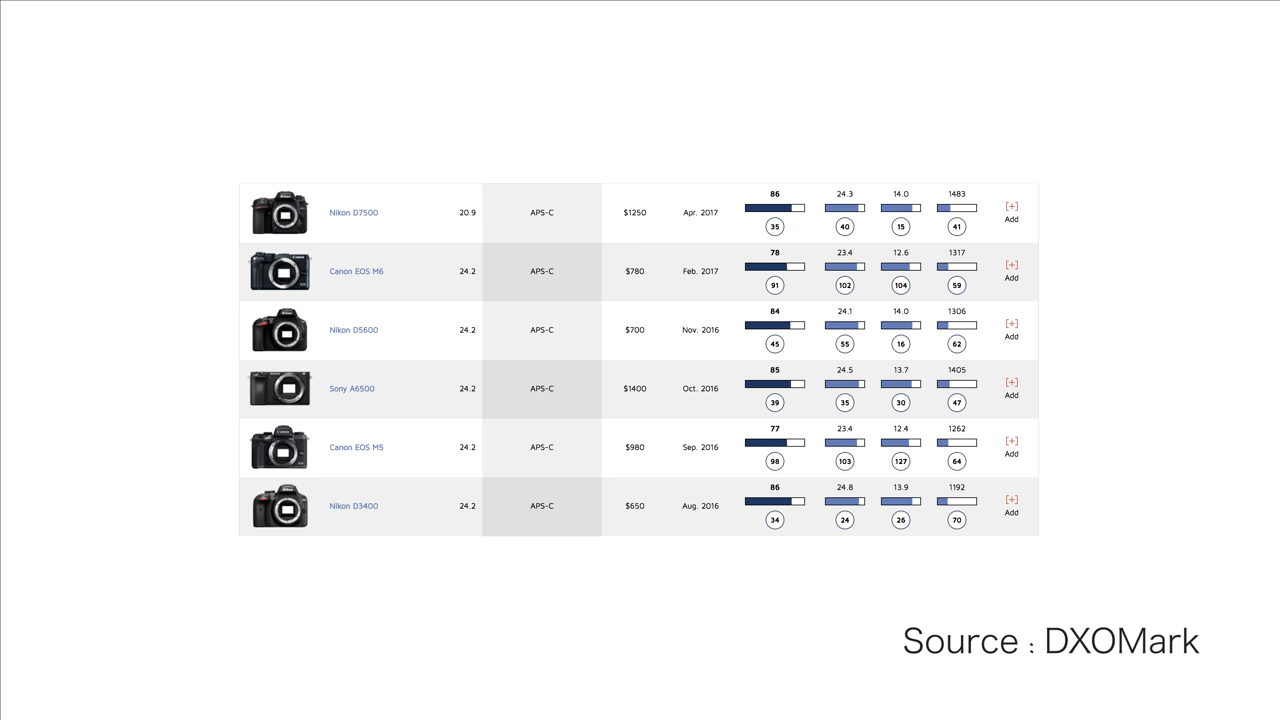 86 24.3 14.0 1483
Nikon D7500 20.9 APS-C $1250 Apr. 2017 [+] Add
35 40 15 41
78 23.4 12.6 1317
Canon EOS M6 24.2 APS-C $780 Feb. 2017 [+] Add
91 102 104 59
84 24.1 14.0 1306
Nikon D5600 24.2 APS-C $700 Nov. 2016 [+] Add
45 55 16 62
85 24.5 13.7 1405
Sony A6500 24.2 APS-C $1400 Oct. 2016 [+] Add
39 35 30 47
77 23.4 12.4 1262
Canon EOS M5 24.2 APS-C $980 Sep. 2016 [+] Add
98 103 127 64
86 24.8 13.9 1192
Nikon D3400 24.2 APS-C $650 Aug. 2016 [+] Add
34 24 26 70
Source : DXOMark